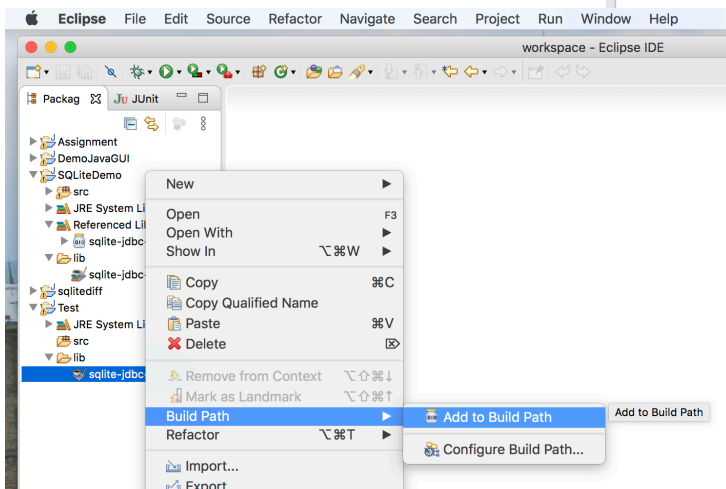 Eclipse File Edit Source Refactor Navigate Search Project Run Window Help
workspace - Eclipse IDE
Packag JU JUnit
Assignment
DemoJavaGUI
SQLiteDemo
src
JRE System Li
Referenced Lil
sqlite-jdbc-
lib
sqlite-jdbc-
sqlitediff
Test
JRE System Li
src
lib
sqlite-jdbc-
New
Open F3
Open With
Show In ⌥⌘W
Copy ⌘C
Copy Qualified Name
Paste ⌘V
Delete ⌦
Remove from Context ⌥⇧⌘↓
Mark as Landmark ⌥⇧⌘↑
Build Path
Refactor ⌥⌘T
Import...
Export
Add to Build Path
Configure Build Path...
Add to Build Path